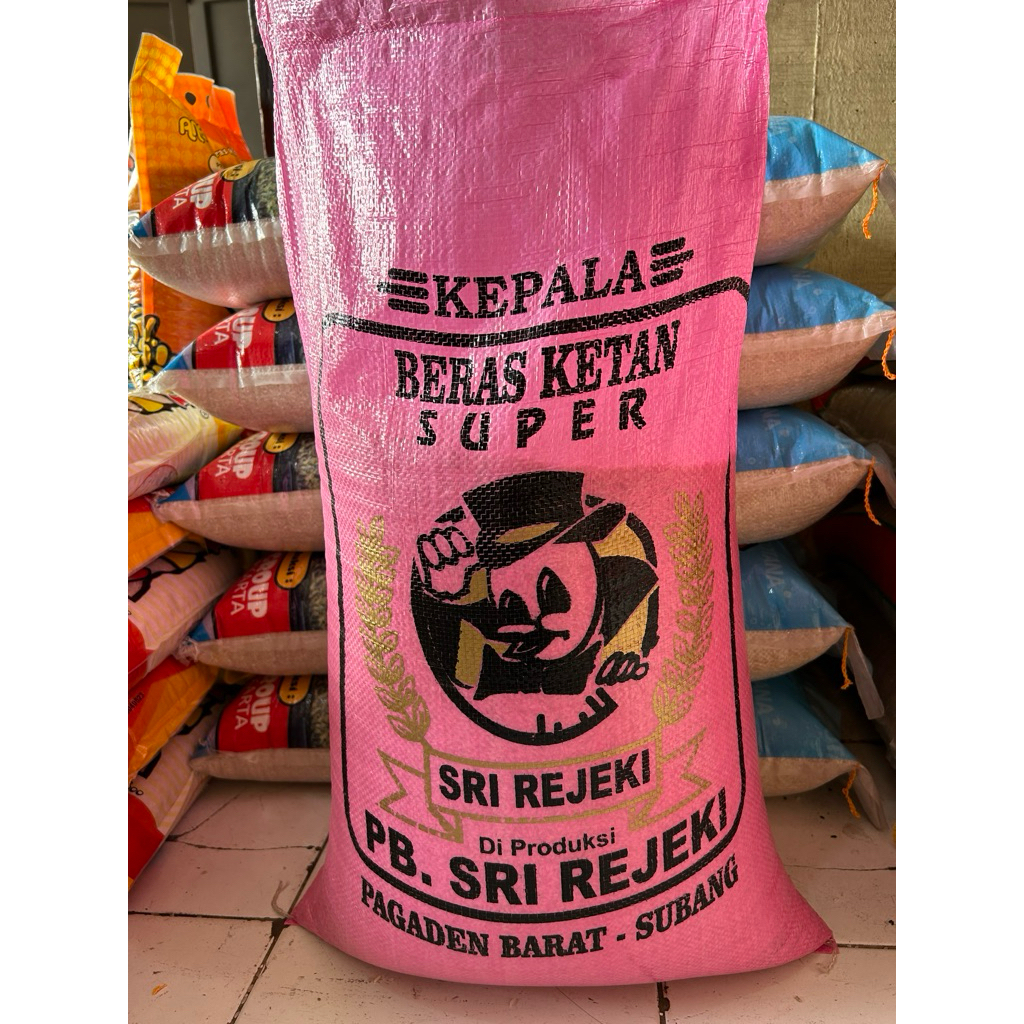 KEPALA
BERAS KETAN
SUPER
SRI REJEKI
Di Produksi
PB. SRI REJEKI
PAGADEN BARAT - SUBANG